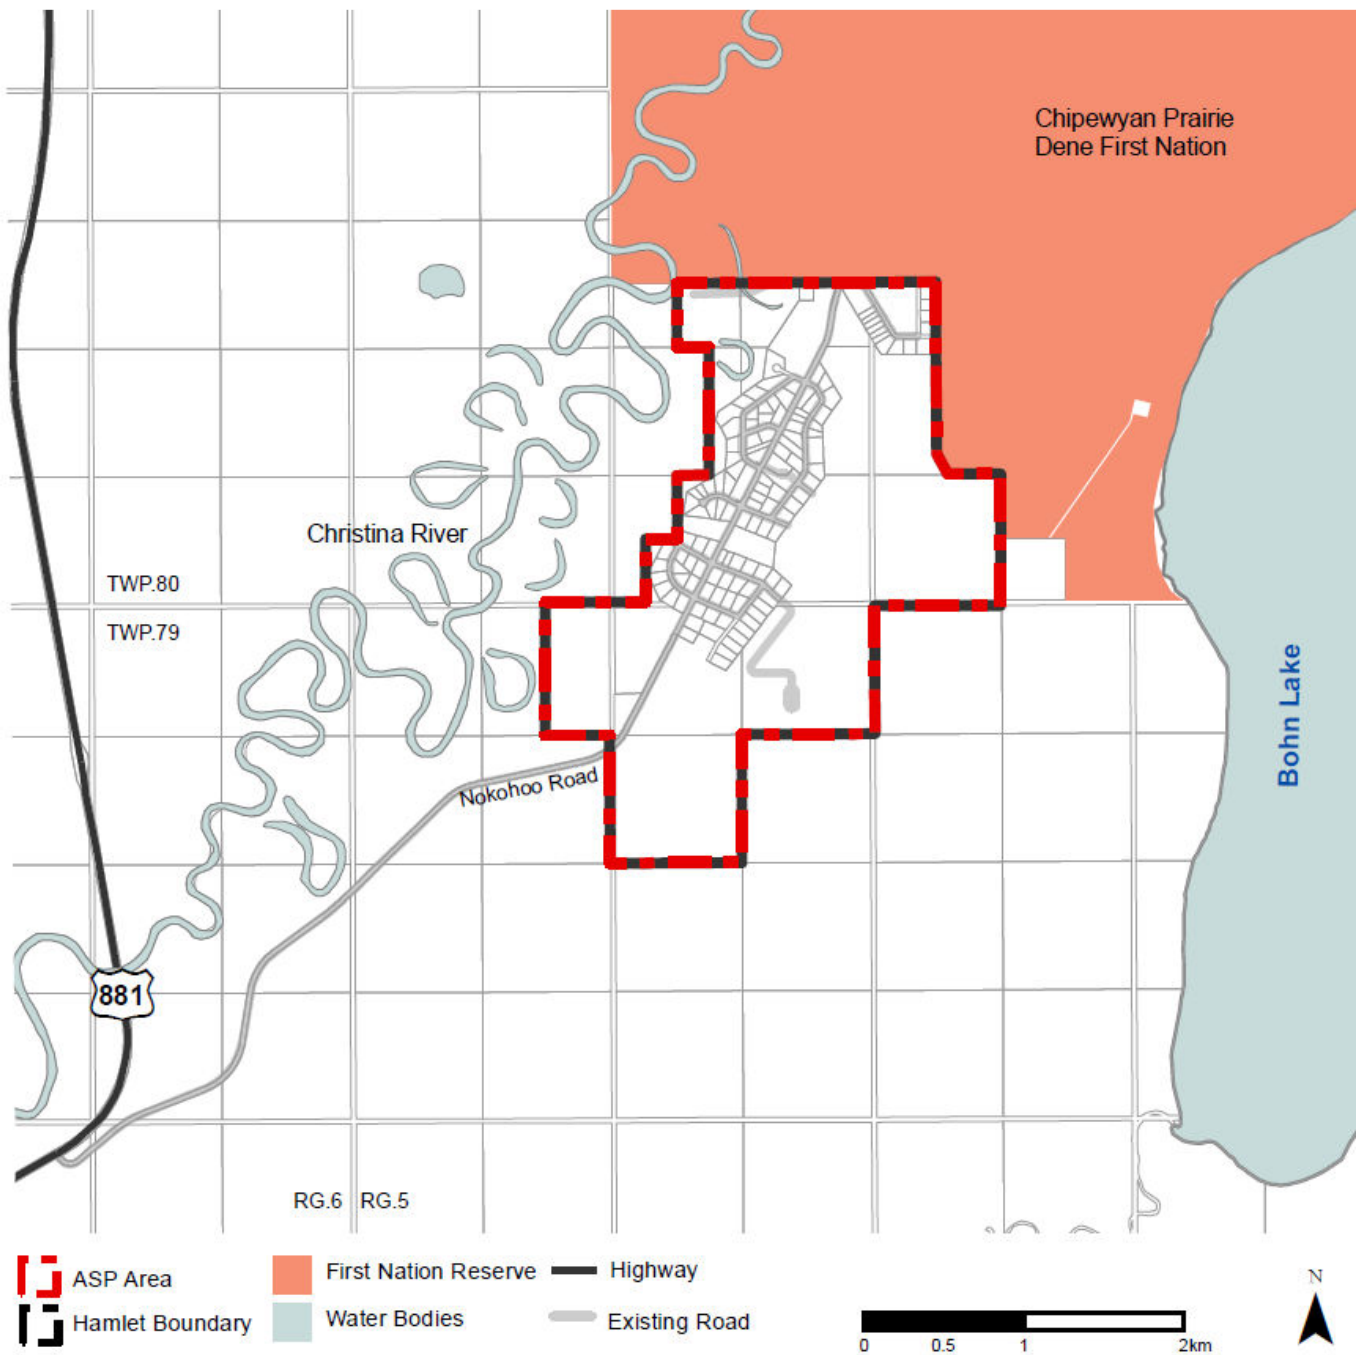 Chipewyan Prairie
Dene First Nation
Christina River
TWP.80
TWP.79
Bohn Lake
Nokohoo Road
881
RG.6 RG.5
ASP Area
First Nation Reserve
Highway
N
Hamlet Boundary
Water Bodies
Existing Road
0 0.5 1 2km